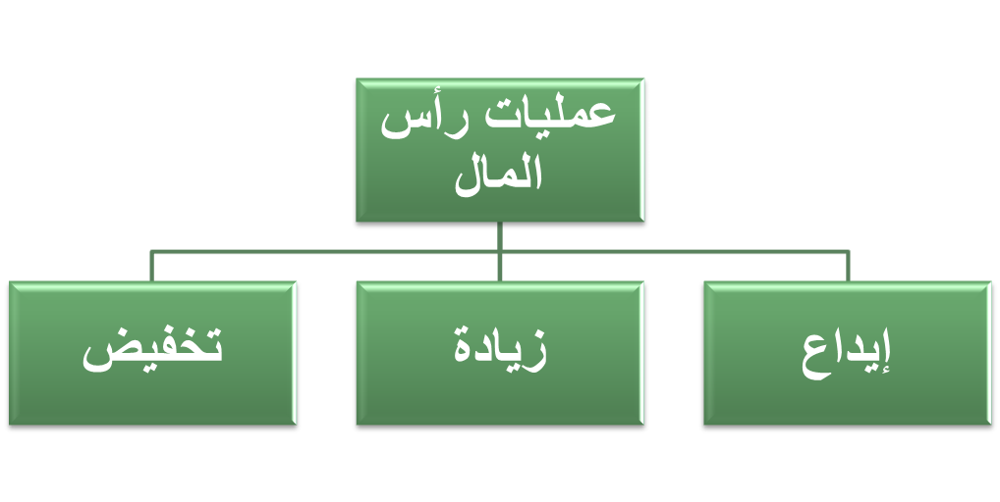 عمليات رأس
المال
إيداع
زيادة
تخفيض